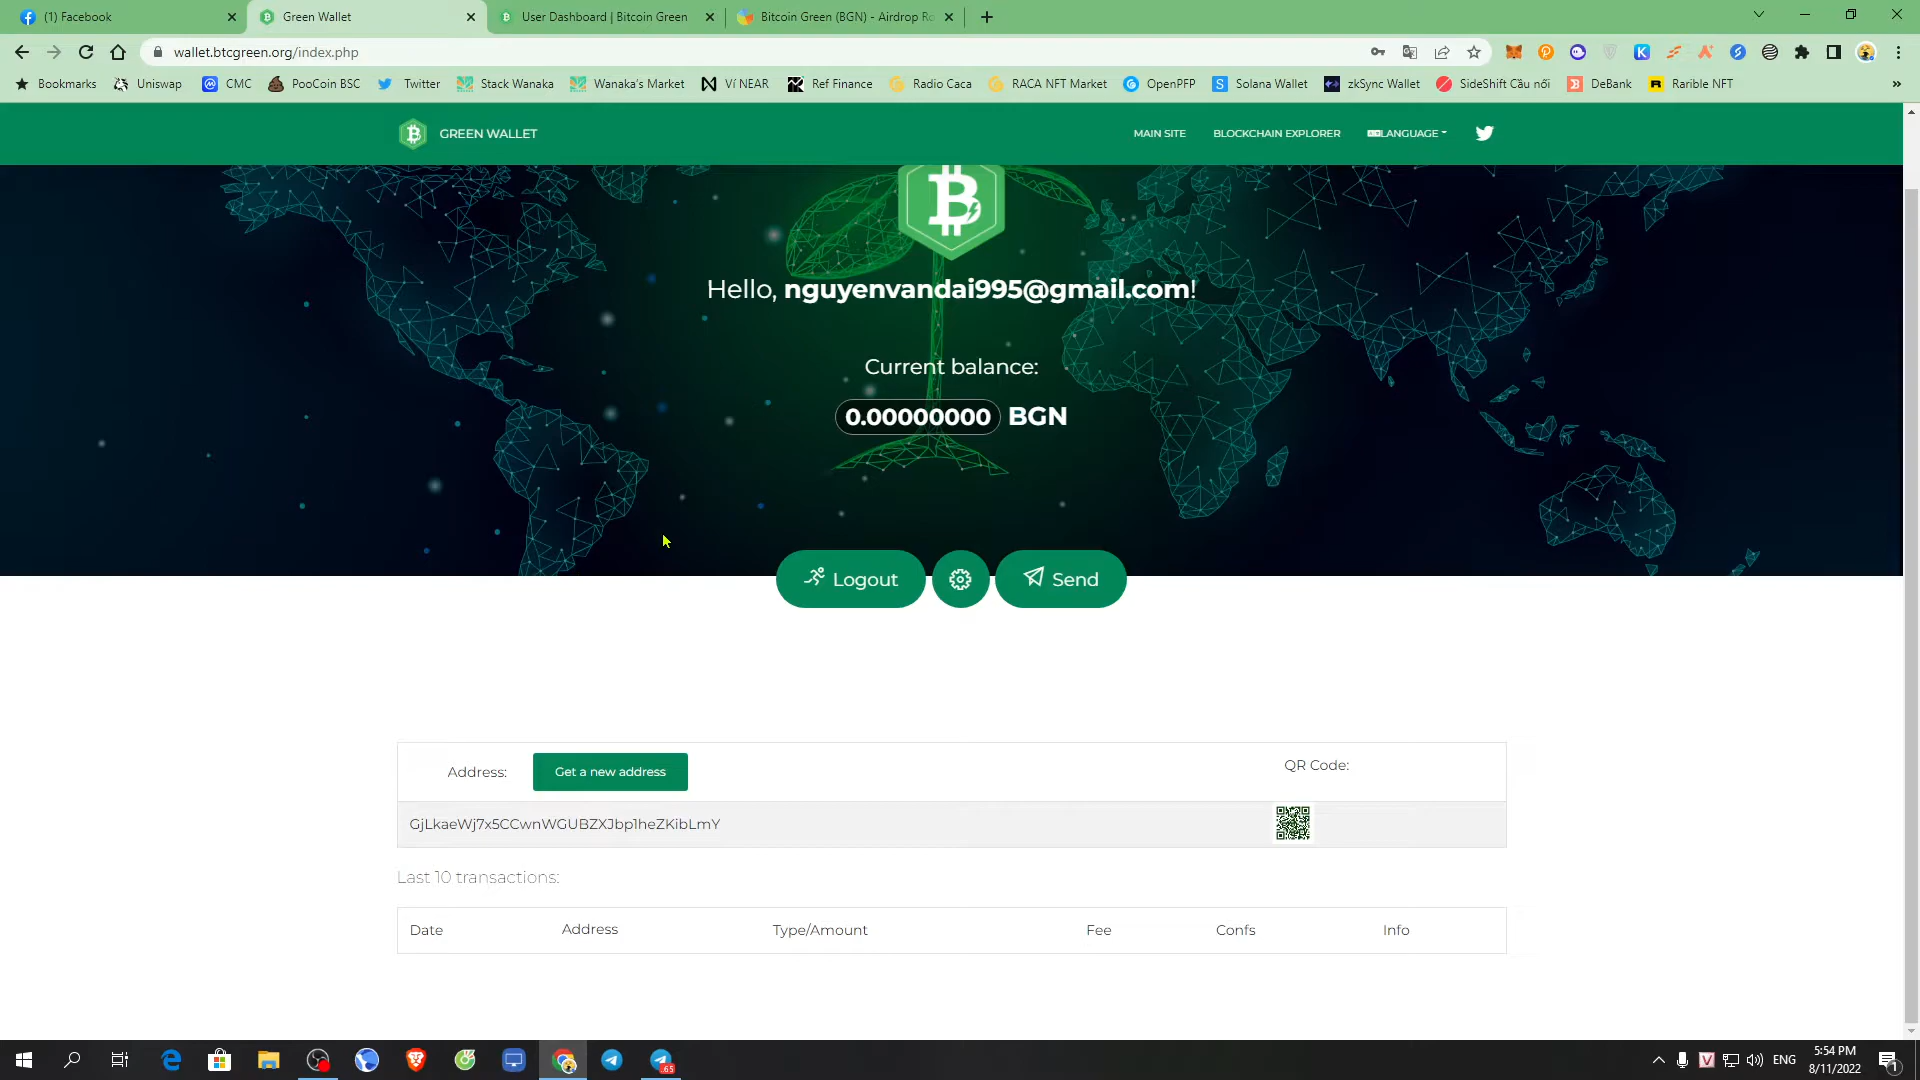 (1) Facebook
Green Wallet
User Dashboard | Bitcoin Green
Bitcoin Green (BGN) - Airdrop Ro
wallet.btcgreen.org/index.php
Bookmarks
Uniswap
CMC
PooCoin BSC
Twitter
Stack Wanaka
Wanaka's Market
Ví NEAR
Ref Finance
Radio Caca
RACA NFT Market
OpenPFP
Solana Wallet
zkSync Wallet
SideShift Cầu nối
DeBank
Rarible NFT
GREEN WALLET
MAIN SITE
BLOCKCHAIN EXPLORER
LANGUAGE
Hello, nguyenvandai995@gmail.com!
Current balance:
0.00000000 BGN
Logout
Send
Address:
Get a new address
QR Code:
GjLkaeWj7x5CCwnWGUBZXJbp1heZKibLmY
Last 10 transactions:
Date
Address
Type/Amount
Fee
Confs
Info
.65
ENG
5:54 PM
8/11/2022
1